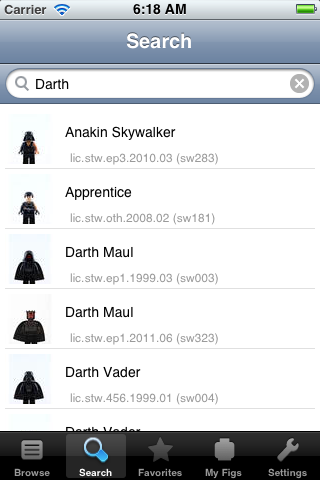 Carrier 6:18 AM
Search
Darth
Anakin Skywalker
lic.stw.ep3.2010.03 (sw283)
Apprentice
lic.stw.oth.2008.02 (sw181)
Darth Maul
lic.stw.ep1.1999.03 (sw003)
Darth Maul
lic.stw.ep1.2011.06 (sw323)
Darth Vader
lic.stw.456.1999.01 (sw004)
Darth Vader
Browse Search Favorites My Figs Settings